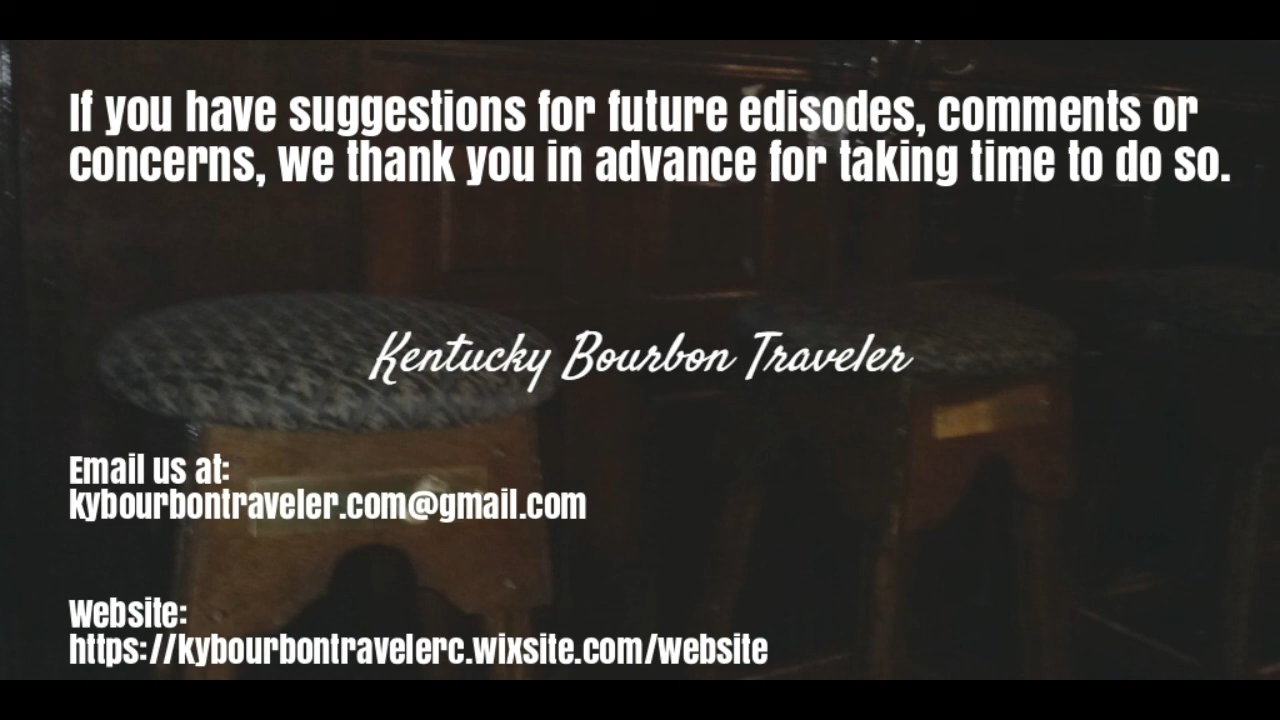 If you have suggestions for future edisodes, comments or
concerns, we thank you in advance for taking time to do so.
Kentucky Bourbon Traveler
Email us at:
kybourbontraveler.com@gmail.com
Website:
https://kybourbontravelerc.wixsite.com/website